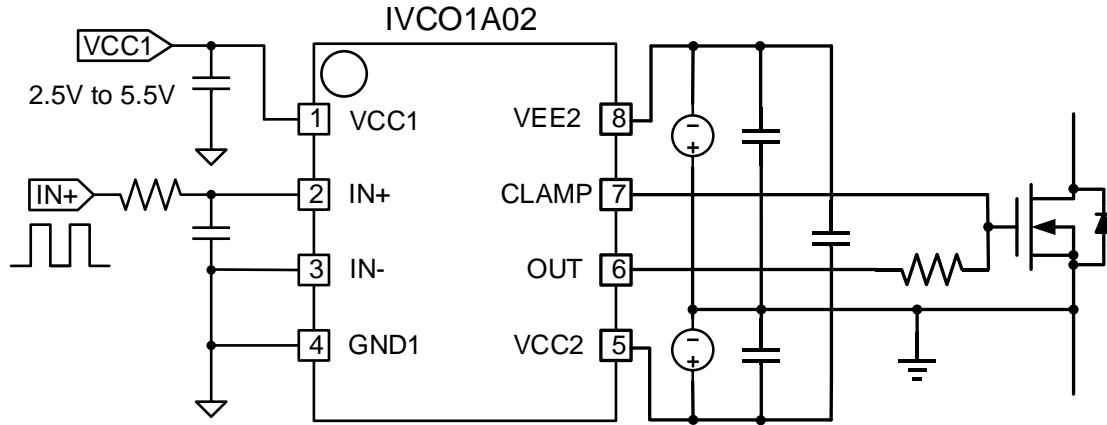 IVCO1A02
VCC1
2.5V to 5.5V
1 VCC1 VEE2 8
IN+ 2 IN+ CLAMP 7
3 IN- OUT 6
4 GND1 VCC2 5